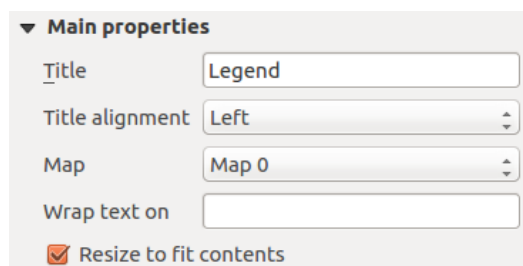 Main properties
Title Legend
Title alignment Left
Map Map 0
Wrap text on
Resize to fit contents